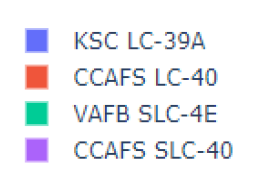 KSC LC-39A
CCAFS LC-40
VAFB SLC-4E
CCAFS SLC-40